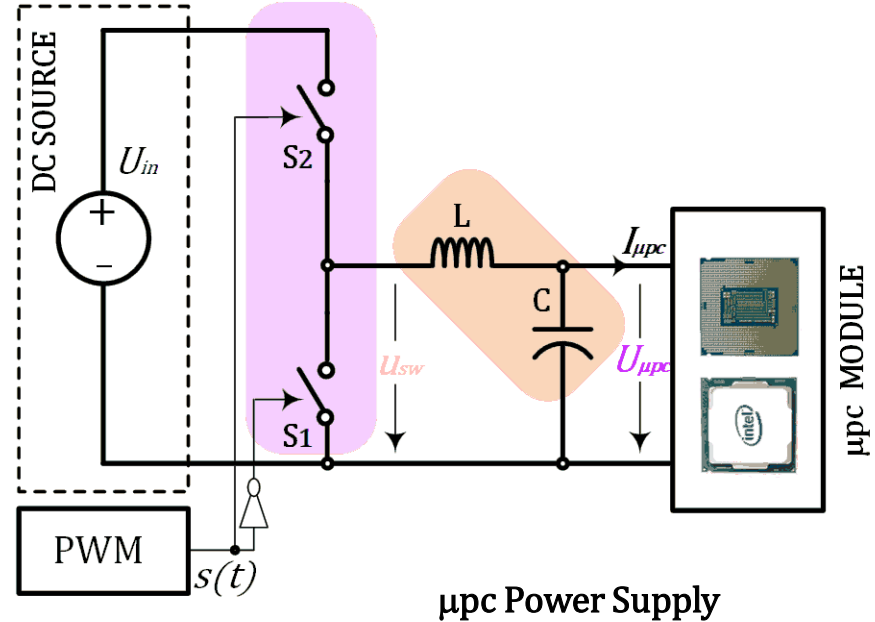 DC SOURCE
U_in
+
−
S2
S1
L
C
I_μpc
u_sw
U_μpc
intel
μpc MODULE
PWM
s(t)
μpc Power Supply